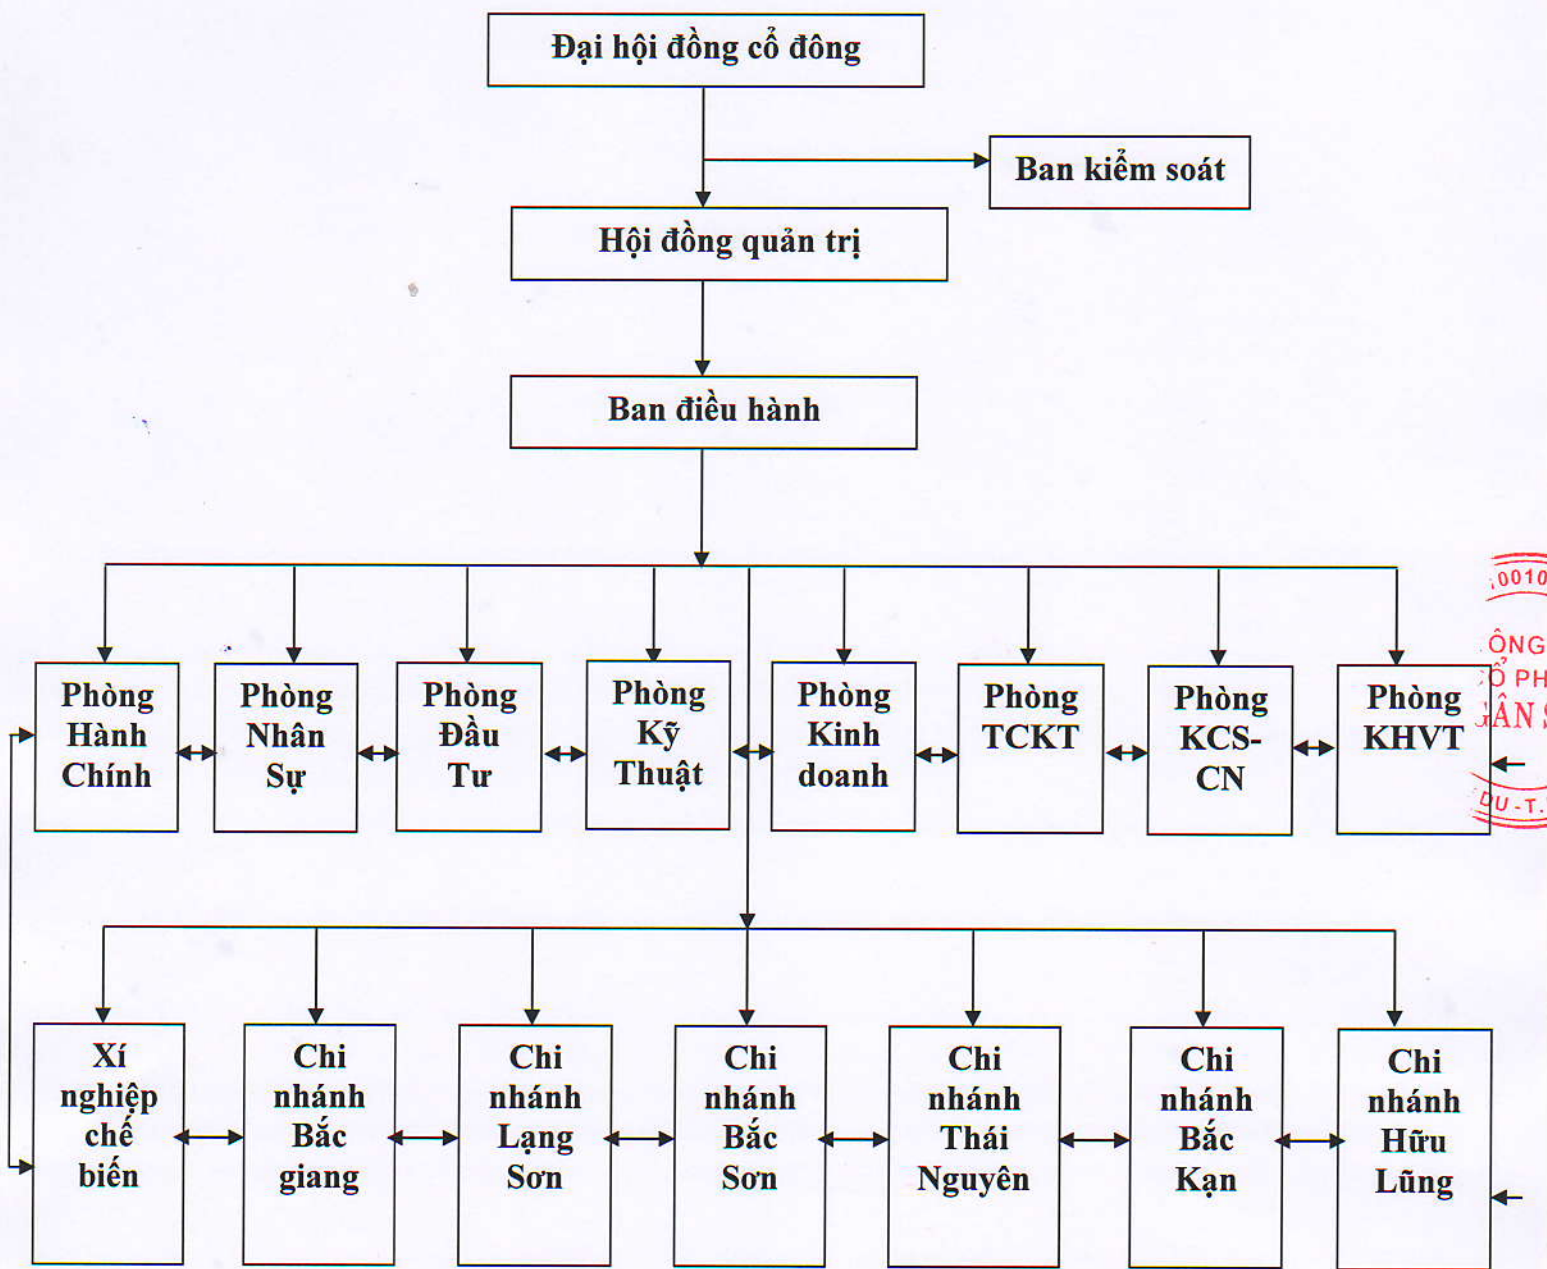 Đại hội đồng cổ đông
Ban kiểm soát
Hội đồng quản trị
Ban điều hành
Phòng
Hành
Chính
Phòng
Nhân
Sự
Phòng
Đầu
Tư
Phòng
Kỹ
Thuật
Phòng
Kinh
doanh
Phòng
TCKT
Phòng
KCS-
CN
Phòng
KHVT
Xí
nghiệp
chế
biến
Chi
nhánh
Bắc
giang
Chi
nhánh
Lạng
Sơn
Chi
nhánh
Bắc
Sơn
Chi
nhánh
Thái
Nguyên
Chi
nhánh
Bắc
Kạn
Chi
nhánh
Hữu
Lũng